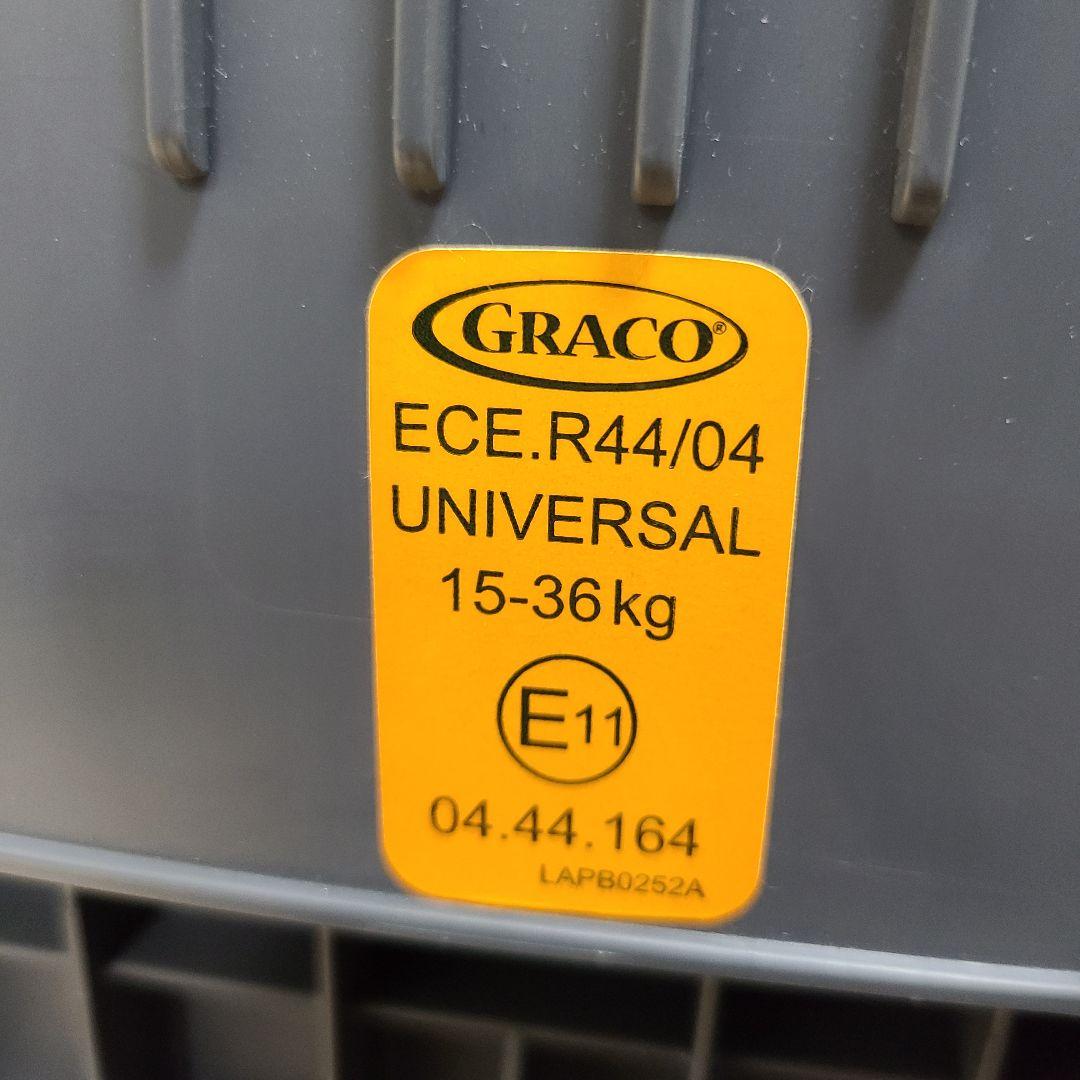 GRACO®
ECE.R44/04
UNIVERSAL
15-36kg
E11
04.44.164
LAPB0252A